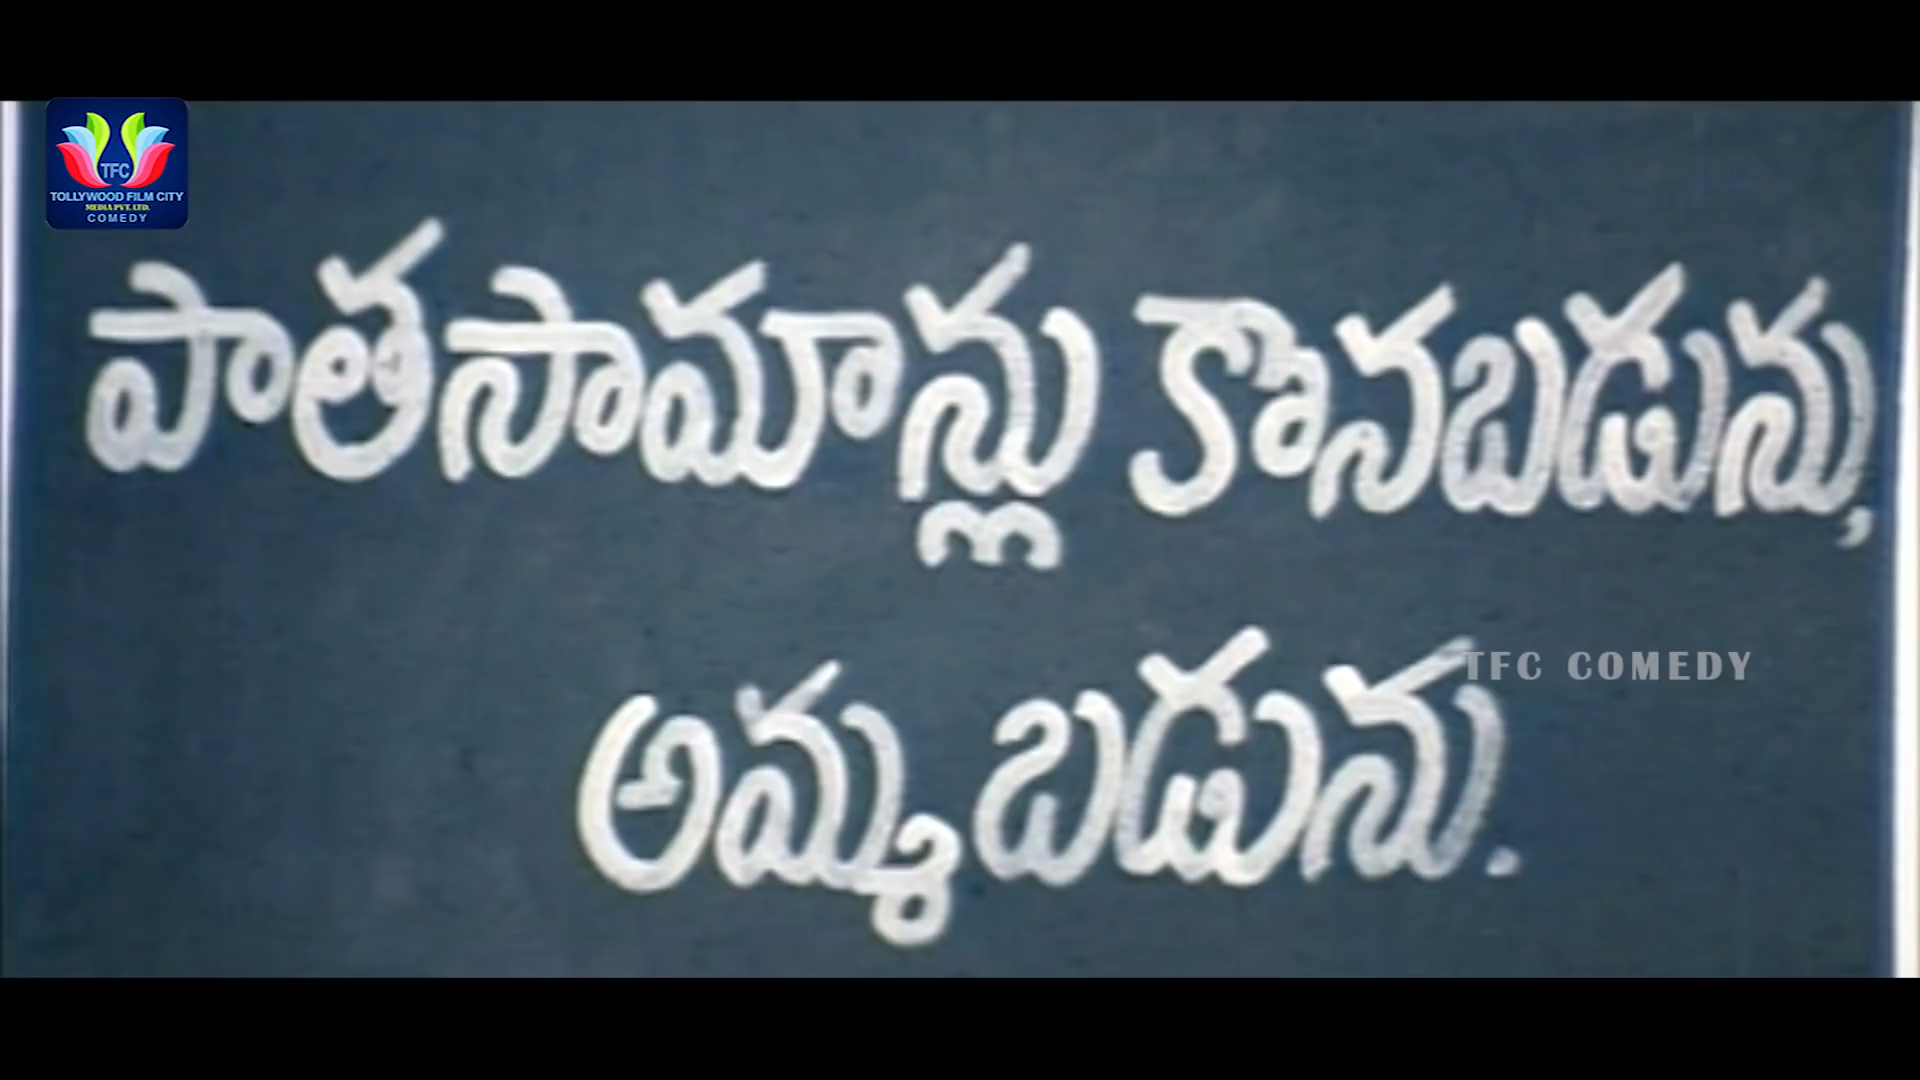 TFC
TOLLYWOOD FILM CITY
MEDIA PVT. LTD.
COMEDY
పాతసామాన్లు కొనబడును,
TFC COMEDY
అమ్మబడును.